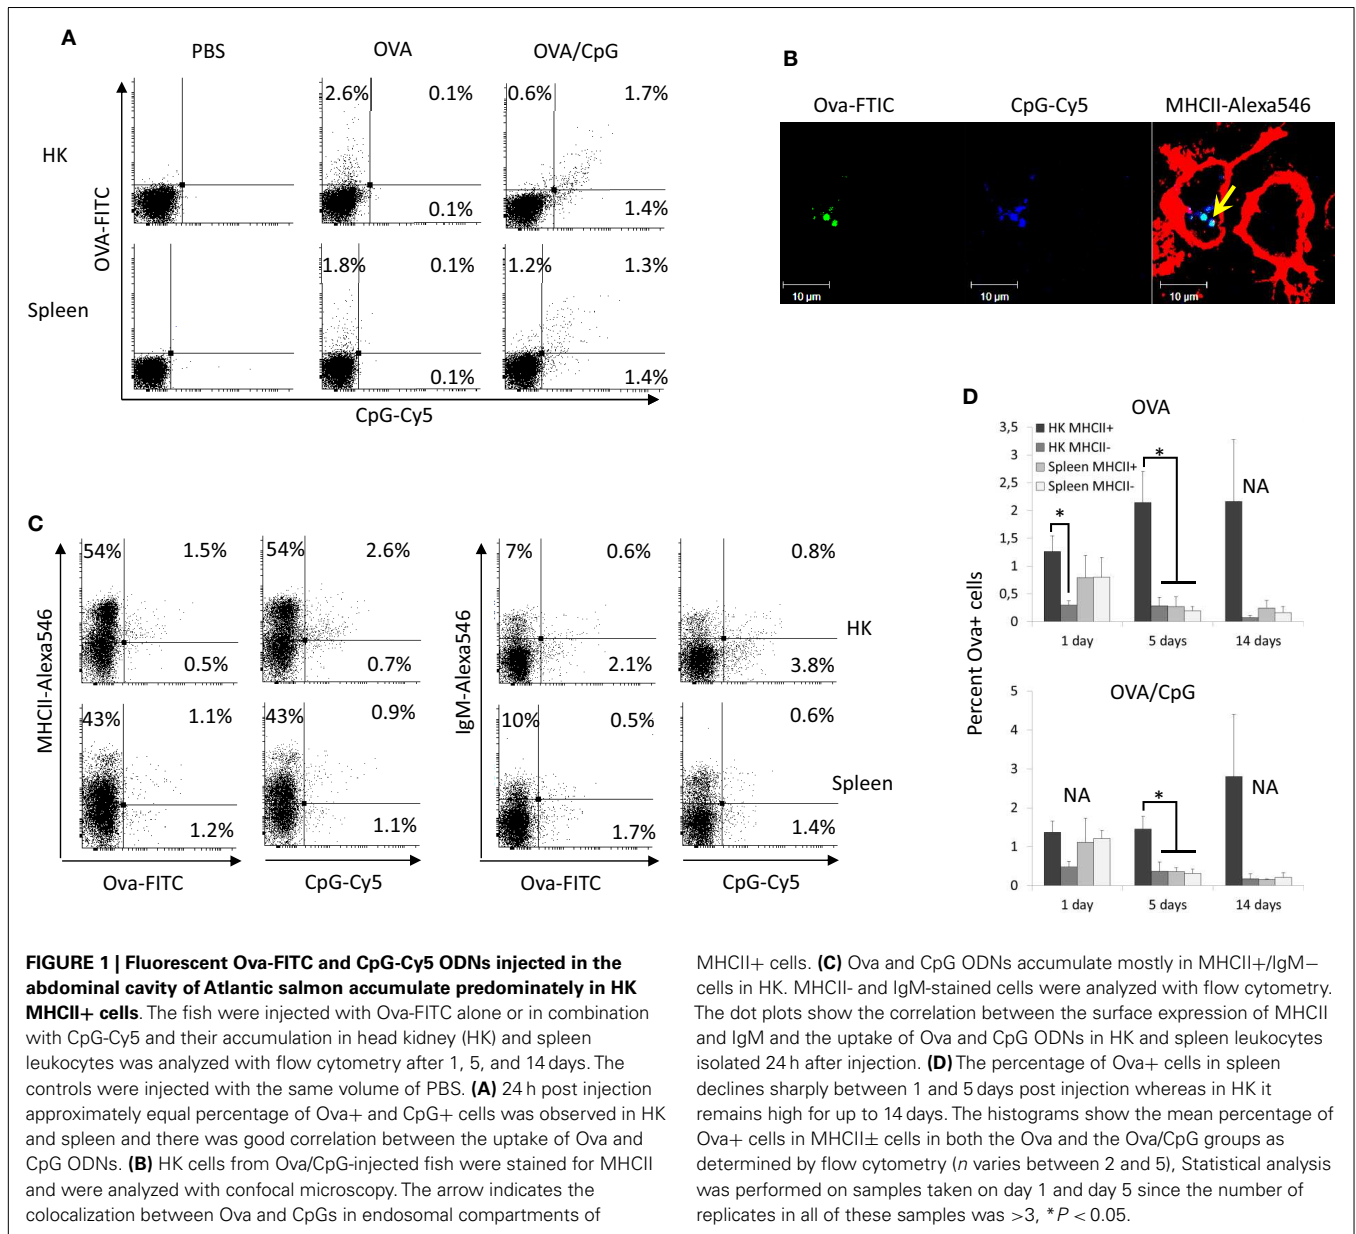 A
PBS
OVA
OVA/CpG
HK
2.6%
0.1%
0.6%
1.7%
0.1%
1.4%
OVA-FITC
Spleen
1.8%
0.1%
1.2%
1.3%
0.1%
1.4%
CpG-Cy5
B
Ova-FTIC
CpG-Cy5
MHCII-Alexa546
10 µm
10 µm
10 µm
C
54%
1.5%
54%
2.6%
7%
0.6%
0.8%
HK
0.5%
0.7%
2.1%
3.8%
MHCII-Alexa546
IgM-Alexa546
43%
1.1%
43%
0.9%
10%
0.5%
0.6%
Spleen
1.2%
1.1%
1.7%
1.4%
Ova-FITC
CpG-Cy5
Ova-FITC
CpG-Cy5
D
OVA
3,5
3
2,5
2
1,5
1
0,5
0
HK MHCII+
HK MHCII-
Spleen MHCII+
Spleen MHCII-
*
*
NA
1 day
5 days
14 days
Percent Ova+ cells
OVA/CpG
5
4
3
2
1
0
NA
*
NA
1 day
5 days
14 days
FIGURE 1 | Fluorescent Ova-FITC and CpG-Cy5 ODNs injected in the
abdominal cavity of Atlantic salmon accumulate predominately in HK
MHCII+ cells. The fish were injected with Ova-FITC alone or in combination
with CpG-Cy5 and their accumulation in head kidney (HK) and spleen
leukocytes was analyzed with flow cytometry after 1, 5, and 14 days. The
controls were injected with the same volume of PBS. (A) 24 h post injection
approximately equal percentage of Ova+ and CpG+ cells was observed in HK
and spleen and there was good correlation between the uptake of Ova and
CpG ODNs. (B) HK cells from Ova/CpG-injected fish were stained for MHCII
and were analyzed with confocal microscopy. The arrow indicates the
colocalization between Ova and CpGs in endosomal compartments of
MHCII+ cells. (C) Ova and CpG ODNs accumulate mostly in MHCII+/IgM−
cells in HK. MHCII- and IgM-stained cells were analyzed with flow cytometry.
The dot plots show the correlation between the surface expression of MHCII
and IgM and the uptake of Ova and CpG ODNs in HK and spleen leukocytes
isolated 24 h after injection. (D) The percentage of Ova+ cells in spleen
declines sharply between 1 and 5 days post injection whereas in HK it
remains high for up to 14 days. The histograms show the mean percentage of
Ova+ cells in MHCII± cells in both the Ova and the Ova/CpG groups as
determined by flow cytometry (n varies between 2 and 5), Statistical analysis
was performed on samples taken on day 1 and day 5 since the number of
replicates in all of these samples was >3, *P < 0.05.